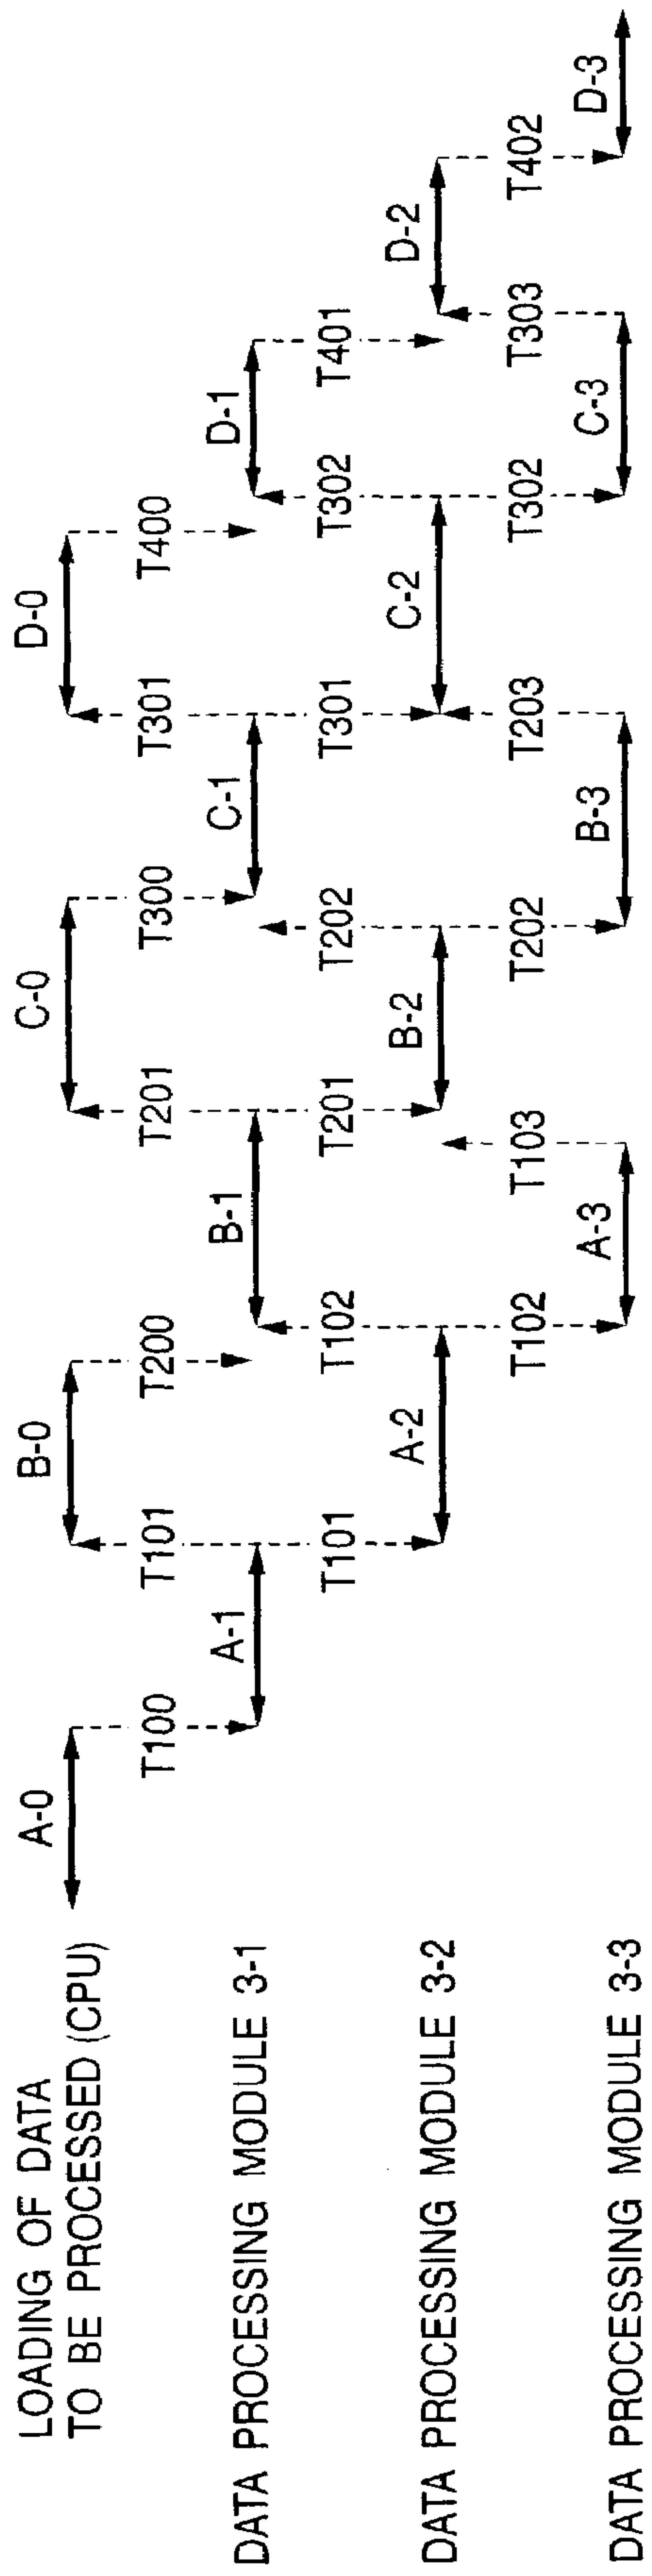 LOADING OF DATA
TO BE PROCESSED (CPU)
A-0
B-0
C-0
D-0
T100
T101
T200
T201
T300
T301
T400
DATA PROCESSING MODULE 3-1
A-1
B-1
C-1
D-1
T101
T102
T201
T202
T301
T302
T401
DATA PROCESSING MODULE 3-2
A-2
B-2
C-2
D-2
T102
T103
T202
T203
T302
T303
T402
DATA PROCESSING MODULE 3-3
A-3
B-3
C-3
D-3